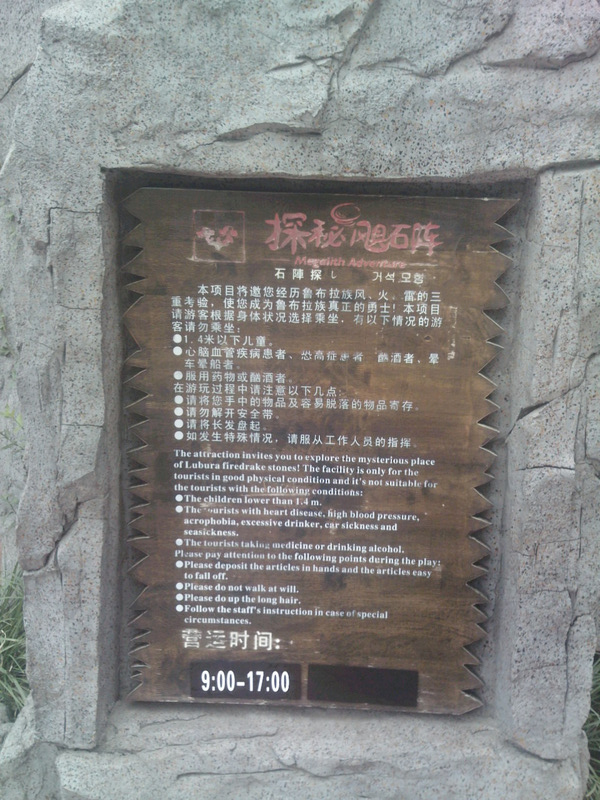 探秘飓石阵
Megalith Adventure
石陣探 거석모험
本项目将邀您经历鲁布拉族风、火、雷的三
重考验，使您成为鲁布拉族真正的勇士！本项目
请游客根据身体状况选择乘坐，有以下情况的游
客请勿乘坐：
●1.4米以下儿童。
●心脑血管疾病患者、恐高症患者、酗酒者、晕
车晕船者。
●服用药物或酗酒者。
在游玩过程中请注意以下几点：
●请将您手中的物品及容易脱落的物品寄存。
●请勿解开安全带。
●请将长发盘起。
●如发生特殊情况，请服从工作人员的指挥。
The attraction invites you to explore the mysterious place
of Lubura firedrake stones! The facility is only for the
tourists in good physical condition and it's not suitable for
the tourists with the following conditions:
●The children lower than 1.4 m.
●The tourists with heart disease, high blood pressure,
acrophobia, excessive drinker, car sickness and
seasickness.
●The tourists taking medicine or drinking alcohol.
Please pay attention to the following points during the play:
●Please deposit the articles in hands and the articles easy
to fall off.
●Please do not walk at will.
●Please do up the long hair.
●Follow the staff's instruction in case of special
circumstances.
营运时间:
9:00-17:00